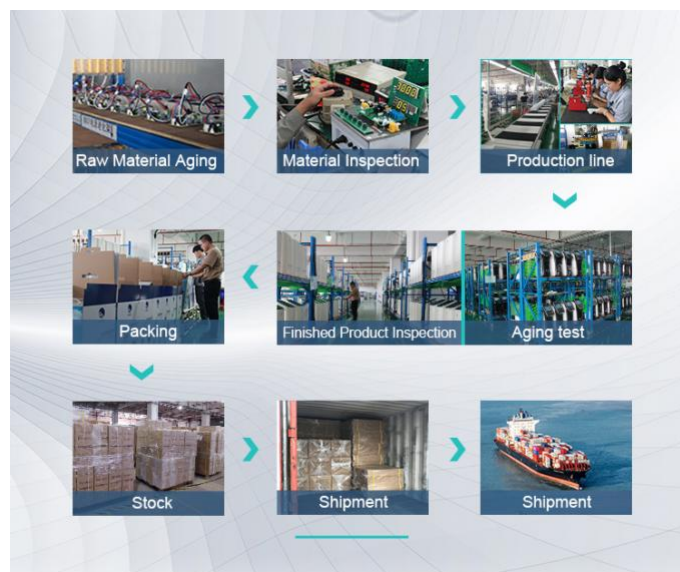 Raw Material Aging
Material Inspection
Production line
Aging test
Finished Product Inspection
Packing
Stock
Shipment
Shipment